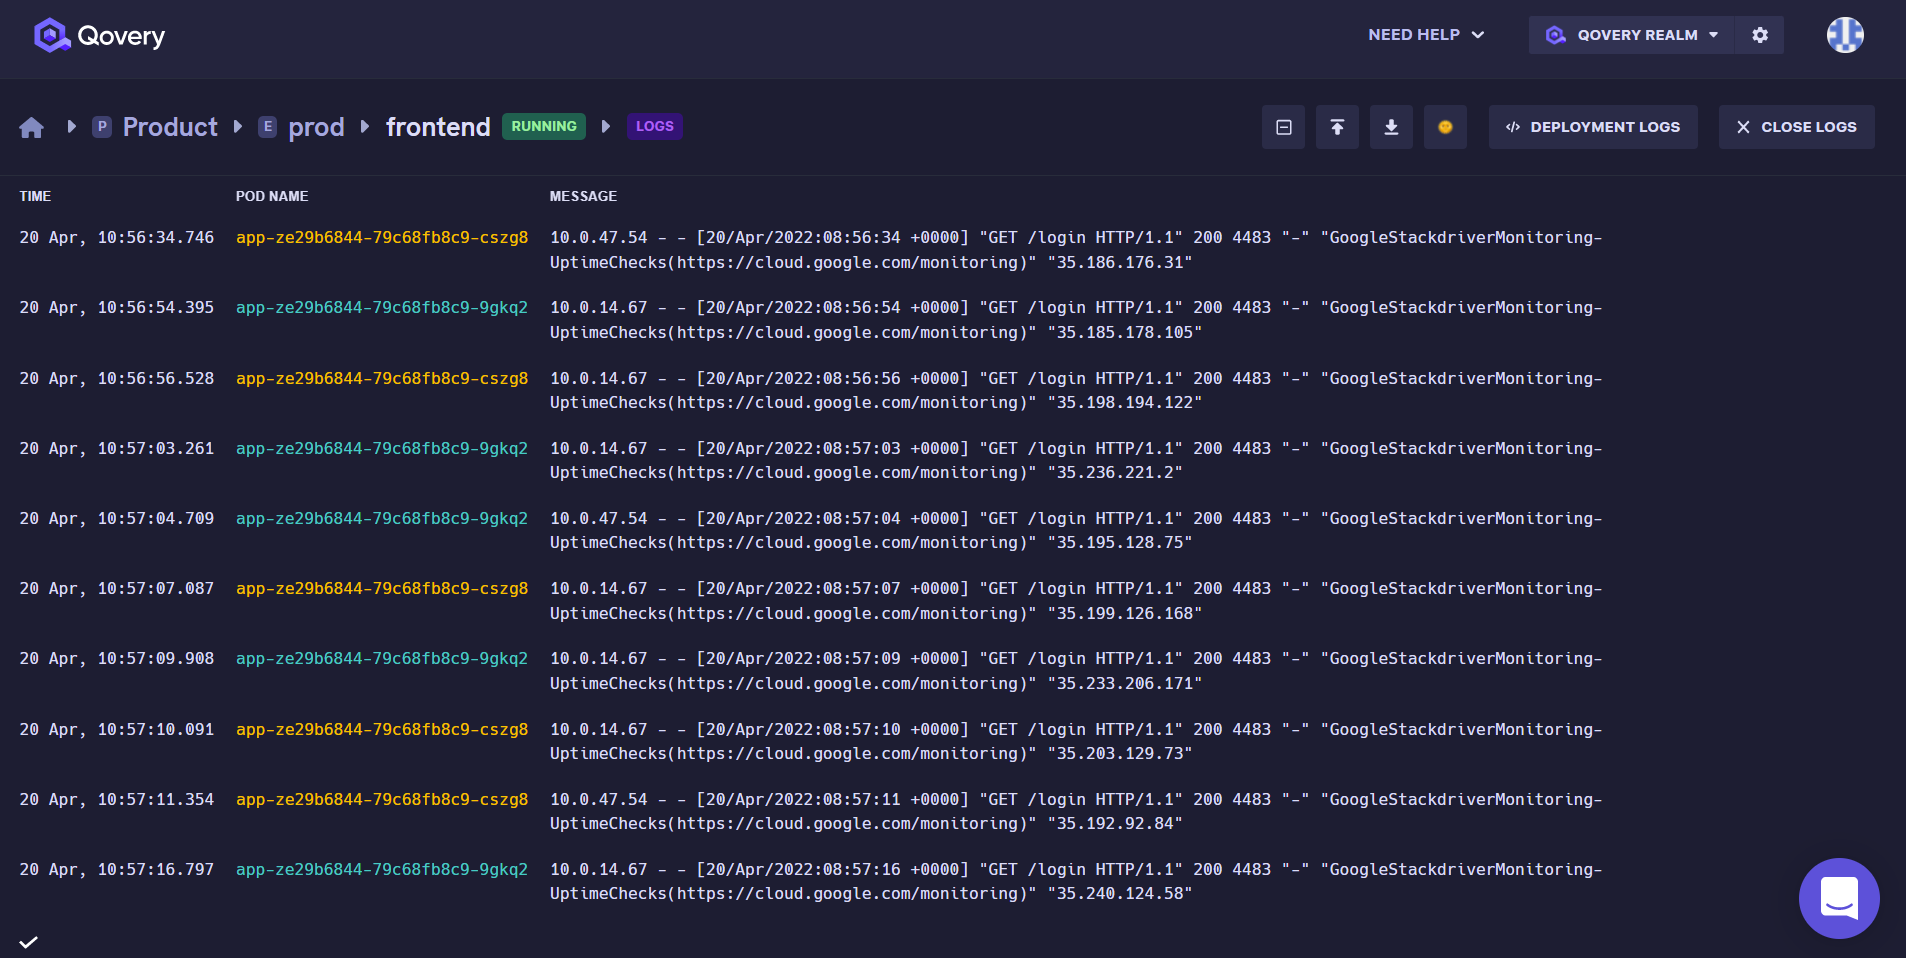 Qovery
NEED HELP
QOVERY REALM
P Product E prod frontend RUNNING LOGS
DEPLOYMENT LOGS
CLOSE LOGS
TIME POD NAME MESSAGE
20 Apr, 10:56:34.746 app-ze29b6844-79c68fb8c9-cszg8 10.0.47.54 - - [20/Apr/2022:08:56:34 +0000] "GET /login HTTP/1.1" 200 4483 "-" "GoogleStackdriverMonitoring-
UptimeChecks(https://cloud.google.com/monitoring)" "35.186.176.31"
20 Apr, 10:56:54.395 app-ze29b6844-79c68fb8c9-9gkq2 10.0.14.67 - - [20/Apr/2022:08:56:54 +0000] "GET /login HTTP/1.1" 200 4483 "-" "GoogleStackdriverMonitoring-
UptimeChecks(https://cloud.google.com/monitoring)" "35.185.178.105"
20 Apr, 10:56:56.528 app-ze29b6844-79c68fb8c9-cszg8 10.0.14.67 - - [20/Apr/2022:08:56:56 +0000] "GET /login HTTP/1.1" 200 4483 "-" "GoogleStackdriverMonitoring-
UptimeChecks(https://cloud.google.com/monitoring)" "35.198.194.122"
20 Apr, 10:57:03.261 app-ze29b6844-79c68fb8c9-9gkq2 10.0.14.67 - - [20/Apr/2022:08:57:03 +0000] "GET /login HTTP/1.1" 200 4483 "-" "GoogleStackdriverMonitoring-
UptimeChecks(https://cloud.google.com/monitoring)" "35.236.221.2"
20 Apr, 10:57:04.709 app-ze29b6844-79c68fb8c9-9gkq2 10.0.47.54 - - [20/Apr/2022:08:57:04 +0000] "GET /login HTTP/1.1" 200 4483 "-" "GoogleStackdriverMonitoring-
UptimeChecks(https://cloud.google.com/monitoring)" "35.195.128.75"
20 Apr, 10:57:07.087 app-ze29b6844-79c68fb8c9-cszg8 10.0.14.67 - - [20/Apr/2022:08:57:07 +0000] "GET /login HTTP/1.1" 200 4483 "-" "GoogleStackdriverMonitoring-
UptimeChecks(https://cloud.google.com/monitoring)" "35.199.126.168"
20 Apr, 10:57:09.908 app-ze29b6844-79c68fb8c9-9gkq2 10.0.14.67 - - [20/Apr/2022:08:57:09 +0000] "GET /login HTTP/1.1" 200 4483 "-" "GoogleStackdriverMonitoring-
UptimeChecks(https://cloud.google.com/monitoring)" "35.233.206.171"
20 Apr, 10:57:10.091 app-ze29b6844-79c68fb8c9-cszg8 10.0.14.67 - - [20/Apr/2022:08:57:10 +0000] "GET /login HTTP/1.1" 200 4483 "-" "GoogleStackdriverMonitoring-
UptimeChecks(https://cloud.google.com/monitoring)" "35.203.129.73"
20 Apr, 10:57:11.354 app-ze29b6844-79c68fb8c9-cszg8 10.0.47.54 - - [20/Apr/2022:08:57:11 +0000] "GET /login HTTP/1.1" 200 4483 "-" "GoogleStackdriverMonitoring-
UptimeChecks(https://cloud.google.com/monitoring)" "35.192.92.84"
20 Apr, 10:57:16.797 app-ze29b6844-79c68fb8c9-9gkq2 10.0.14.67 - - [20/Apr/2022:08:57:16 +0000] "GET /login HTTP/1.1" 200 4483 "-" "GoogleStackdriverMonitoring-
UptimeChecks(https://cloud.google.com/monitoring)" "35.240.124.58"